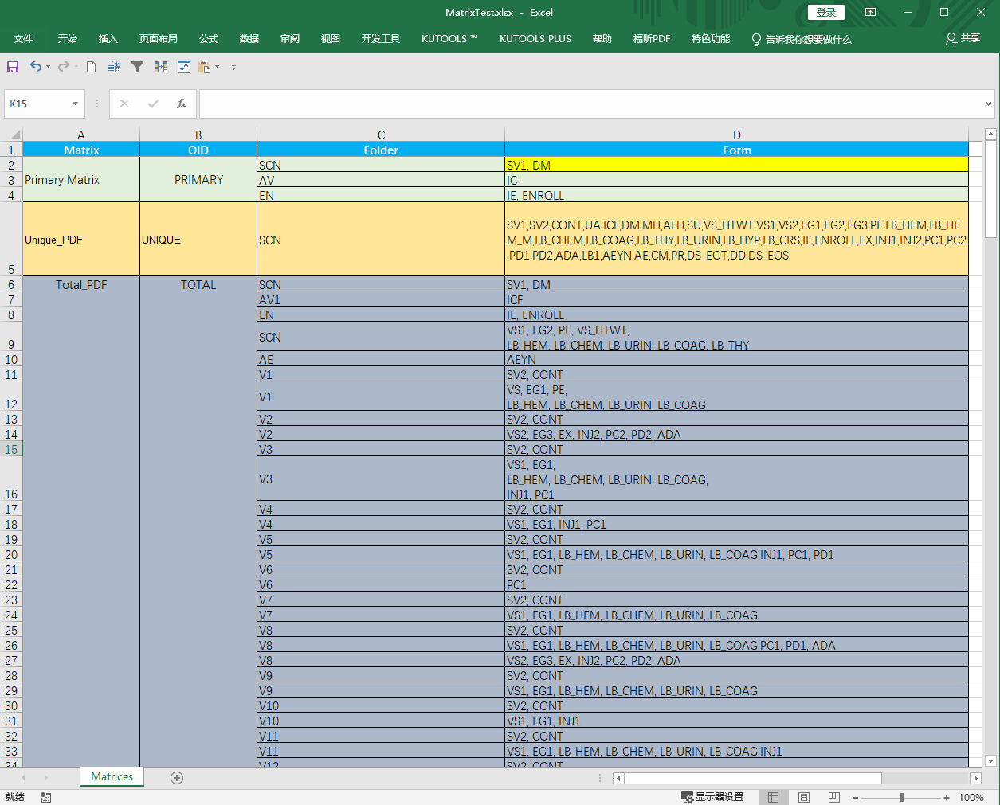 MatrixTest.xlsx - Excel
登录
文件 开始 插入 页面布局 公式 数据 审阅 视图 开发工具 KUTOOLS ™ KUTOOLS PLUS 帮助 福昕PDF 特色功能 告诉我你想要做什么 共享
K15 fx
A B C D
1 Matrix OID Folder Form
2 SCN SV1, DM
3 Primary Matrix PRIMARY AV IC
4 EN IE, ENROLL
SV1,SV2,CONT,UA,ICF,DM,MH,ALH,SU,VS_HTWT,VS1,VS2,EG1,EG2,EG3,PE,LB_HEM,LB_HE
Unique_PDF UNIQUE SCN M_M,LB_CHEM,LB_COAG,LB_THY,LB_URIN,LB_HYP,LB_CRS,IE,ENROLL,EX,INJ1,INJ2,PC1,PC2
5 ,PD1,PD2,ADA,LB1,AEYN,AE,CM,PR,DS_EOT,DD,DS_EOS
6 Total_PDF TOTAL SCN SV1, DM
7 AV1 ICF
8 EN IE, ENROLL
SCN VS1, EG2, PE, VS_HTWT,
9 LB_HEM, LB_CHEM, LB_URIN, LB_COAG, LB_THY
10 AE AEYN
11 V1 SV2, CONT
V1 VS, EG1, PE,
12 LB_HEM, LB_CHEM, LB_URIN, LB_COAG
13 V2 SV2, CONT
14 V2 VS2, EG3, EX, INJ2, PC2, PD2, ADA
15 V3 SV2, CONT
VS1, EG1,
V3 LB_HEM, LB_CHEM, LB_URIN, LB_COAG,
16 INJ1, PC1
17 V4 SV2, CONT
18 V4 VS1, EG1, INJ1, PC1
19 V5 SV2, CONT
20 V5 VS1, EG1, LB_HEM, LB_CHEM, LB_URIN, LB_COAG,INJ1, PC1, PD1
21 V6 SV2, CONT
22 V6 PC1
23 V7 SV2, CONT
24 V7 VS1, EG1, LB_HEM, LB_CHEM, LB_URIN, LB_COAG
25 V8 SV2, CONT
26 V8 VS1, EG1, LB_HEM, LB_CHEM, LB_URIN, LB_COAG,PC1, PD1, ADA
27 V8 VS2, EG3, EX, INJ2, PC2, PD2, ADA
28 V9 SV2, CONT
29 V9 VS1, EG1, LB_HEM, LB_CHEM, LB_URIN, LB_COAG
30 V10 SV2, CONT
31 V10 VS1, EG1, INJ1
32 V11 SV2, CONT
33 V11 VS1, EG1, LB_HEM, LB_CHEM, LB_URIN, LB_COAG,INJ1
34 V12 SV2, CONT
Matrices
就绪 显示器设置 100%